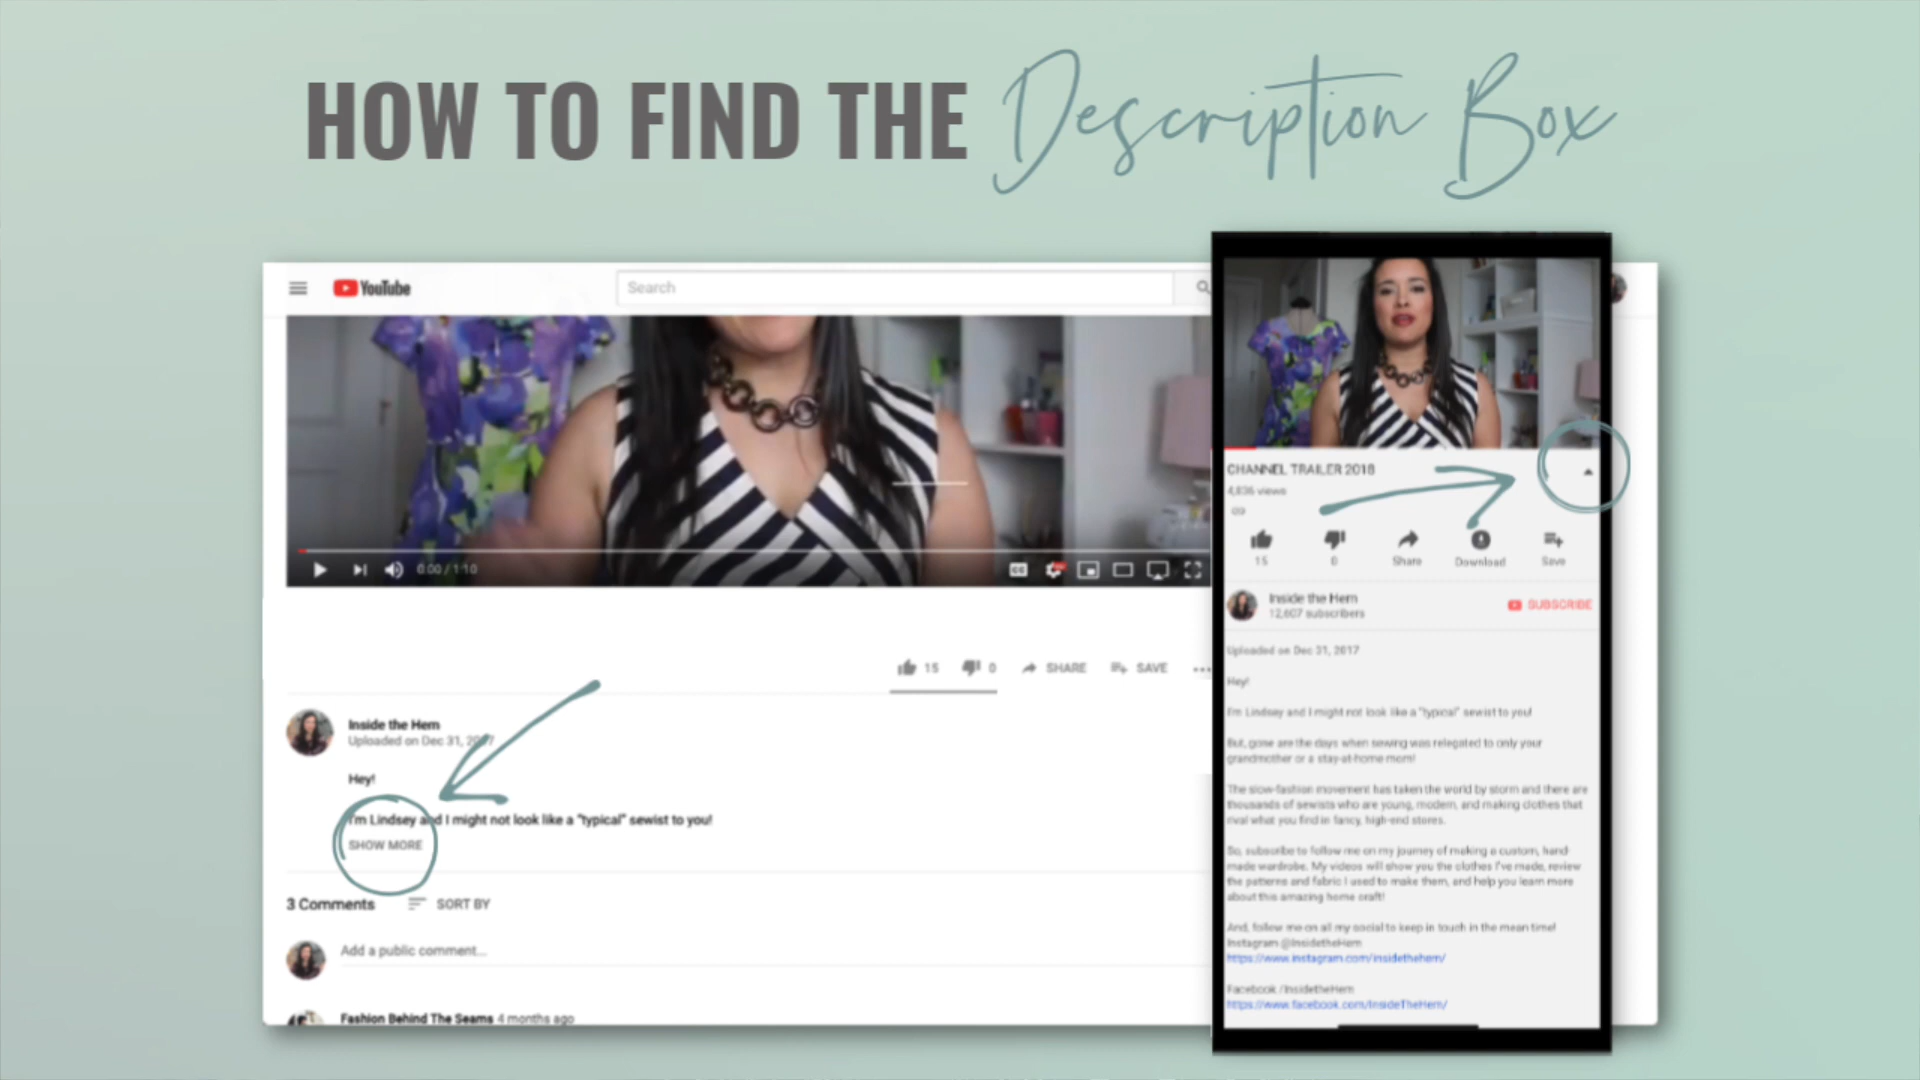 HOW TO FIND THE Description Box
YouTube
Search
0:00 / 1:10
CC
15
0
SHARE
SAVE
Inside the Hem
Uploaded on Dec 31, 2017
Hey!
I'm Lindsey and I might not look like a "typical" sewist to you!
SHOW MORE
3 Comments
SORT BY
Add a public comment...
Fashion Behind The Seams 4 months ago
CHANNEL TRAILER 2018
4,836 views
15
0
Share
Download
Save
Inside the Hem
12,607 subscribers
SUBSCRIBE
Uploaded on Dec 31, 2017
Hey!
I'm Lindsey and I might not look like a "typical" sewist to you!
But, gone are the days when sewing was relegated to only your
grandmother or a stay-at-home mom!
The slow-fashion movement has taken the world by storm and there are
thousands of sewists who are young, modern, and making clothes that
rival what you find in fancy, high-end stores.
So, subscribe to follow me on my journey of making a custom, hand-
made wardrobe. My videos will show you the clothes I've made, review
the patterns and fabric I used to make them, and help you learn more
about this amazing home craft!
And, follow me on all my social to keep in touch in the mean time!
Instagram @InsidetheHem
https://www.instagram.com/insidethehem/
Facebook /InsidetheHem
https://www.facebook.com/InsideTheHem/